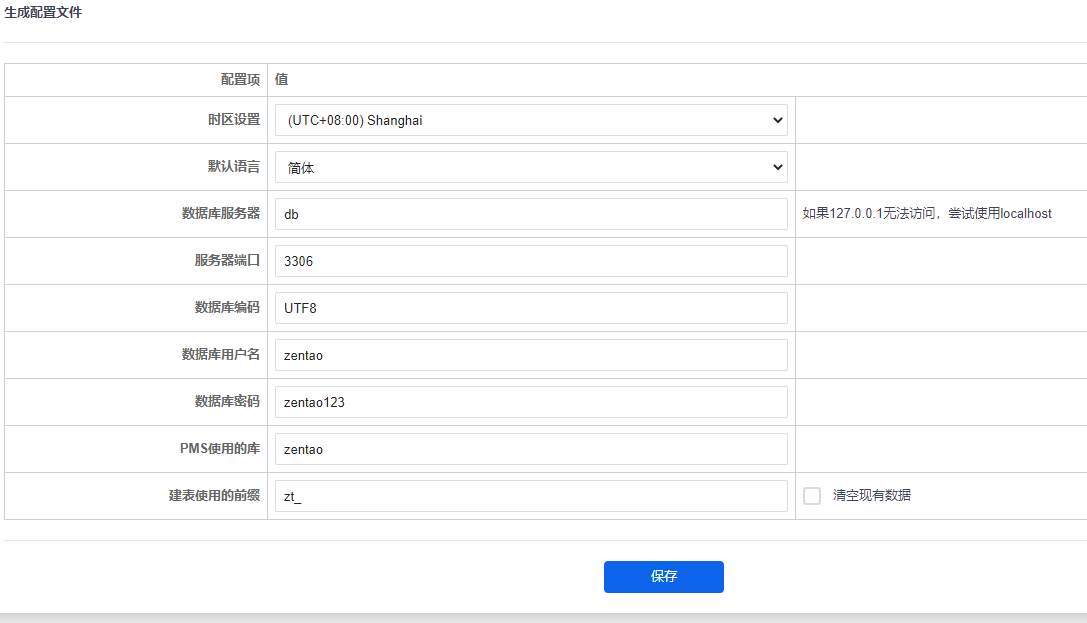 生成配置文件
配置项 值
时区设置 (UTC+08:00) Shanghai
默认语言 简体
数据库服务器 db 如果127.0.0.1无法访问，尝试使用localhost
服务器端口 3306
数据库编码 UTF8
数据库用户名 zentao
数据库密码 zentao123
PMS使用的库 zentao
建表使用的前缀 zt_ 清空现有数据
保存